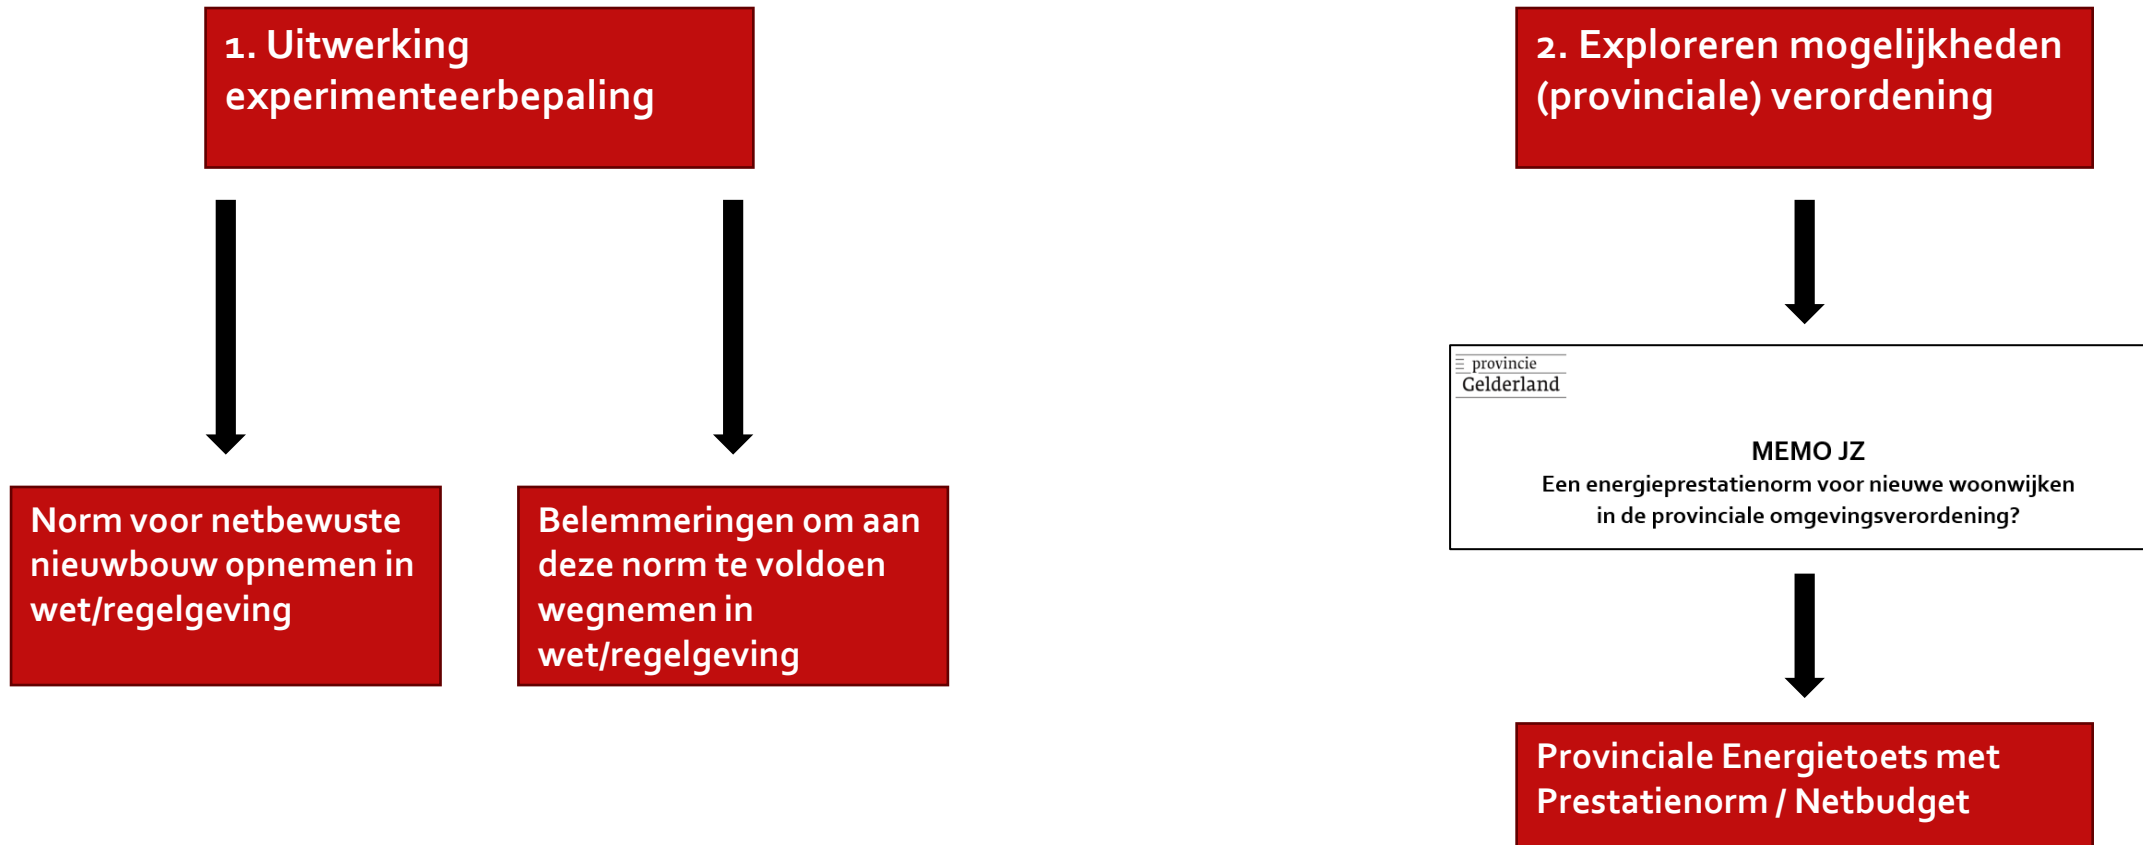 1. Uitwerking
experimenteerbepaling
Norm voor netbewuste
nieuwbouw opnemen in
wet/regelgeving
Belemmeringen om aan
deze norm te voldoen
wegnemen in
wet/regelgeving
2. Exploreren mogelijkheden
(provinciale) verordening
provincie
Gelderland
MEMO JZ
Een energieprestatienorm voor nieuwe woonwijken
in de provinciale omgevingsverordening?
Provinciale Energietoets met
Prestatienorm / Netbudget